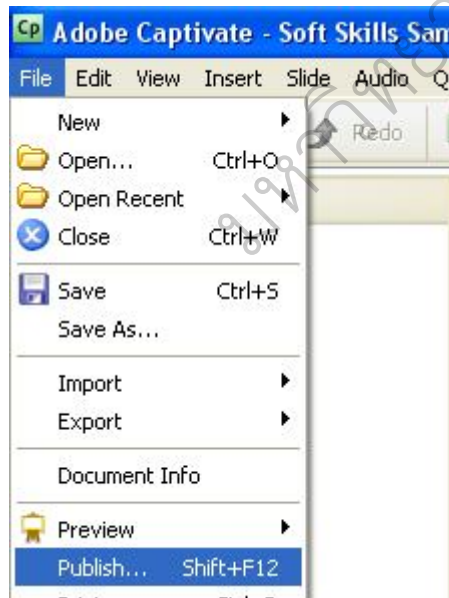 Cp Adobe Captivate - Soft Skills Sam
File Edit View Insert Slide Audio Q
New
Redo
Open... Ctrl+O
Open Recent
Close Ctrl+W
Save Ctrl+S
Save As...
Import
Export
Document Info
Preview
Publish... Shift+F12